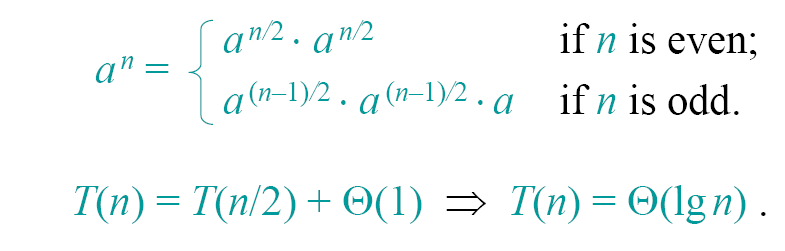 a^{n/2} ⋅ a^{n/2} if n is even;
a^n = {
a^{(n–1)/2} ⋅ a^{(n–1)/2} ⋅ a if n is odd.
T(n) = T(n/2) + Θ(1) ⇒ T(n) = Θ(lg n) .